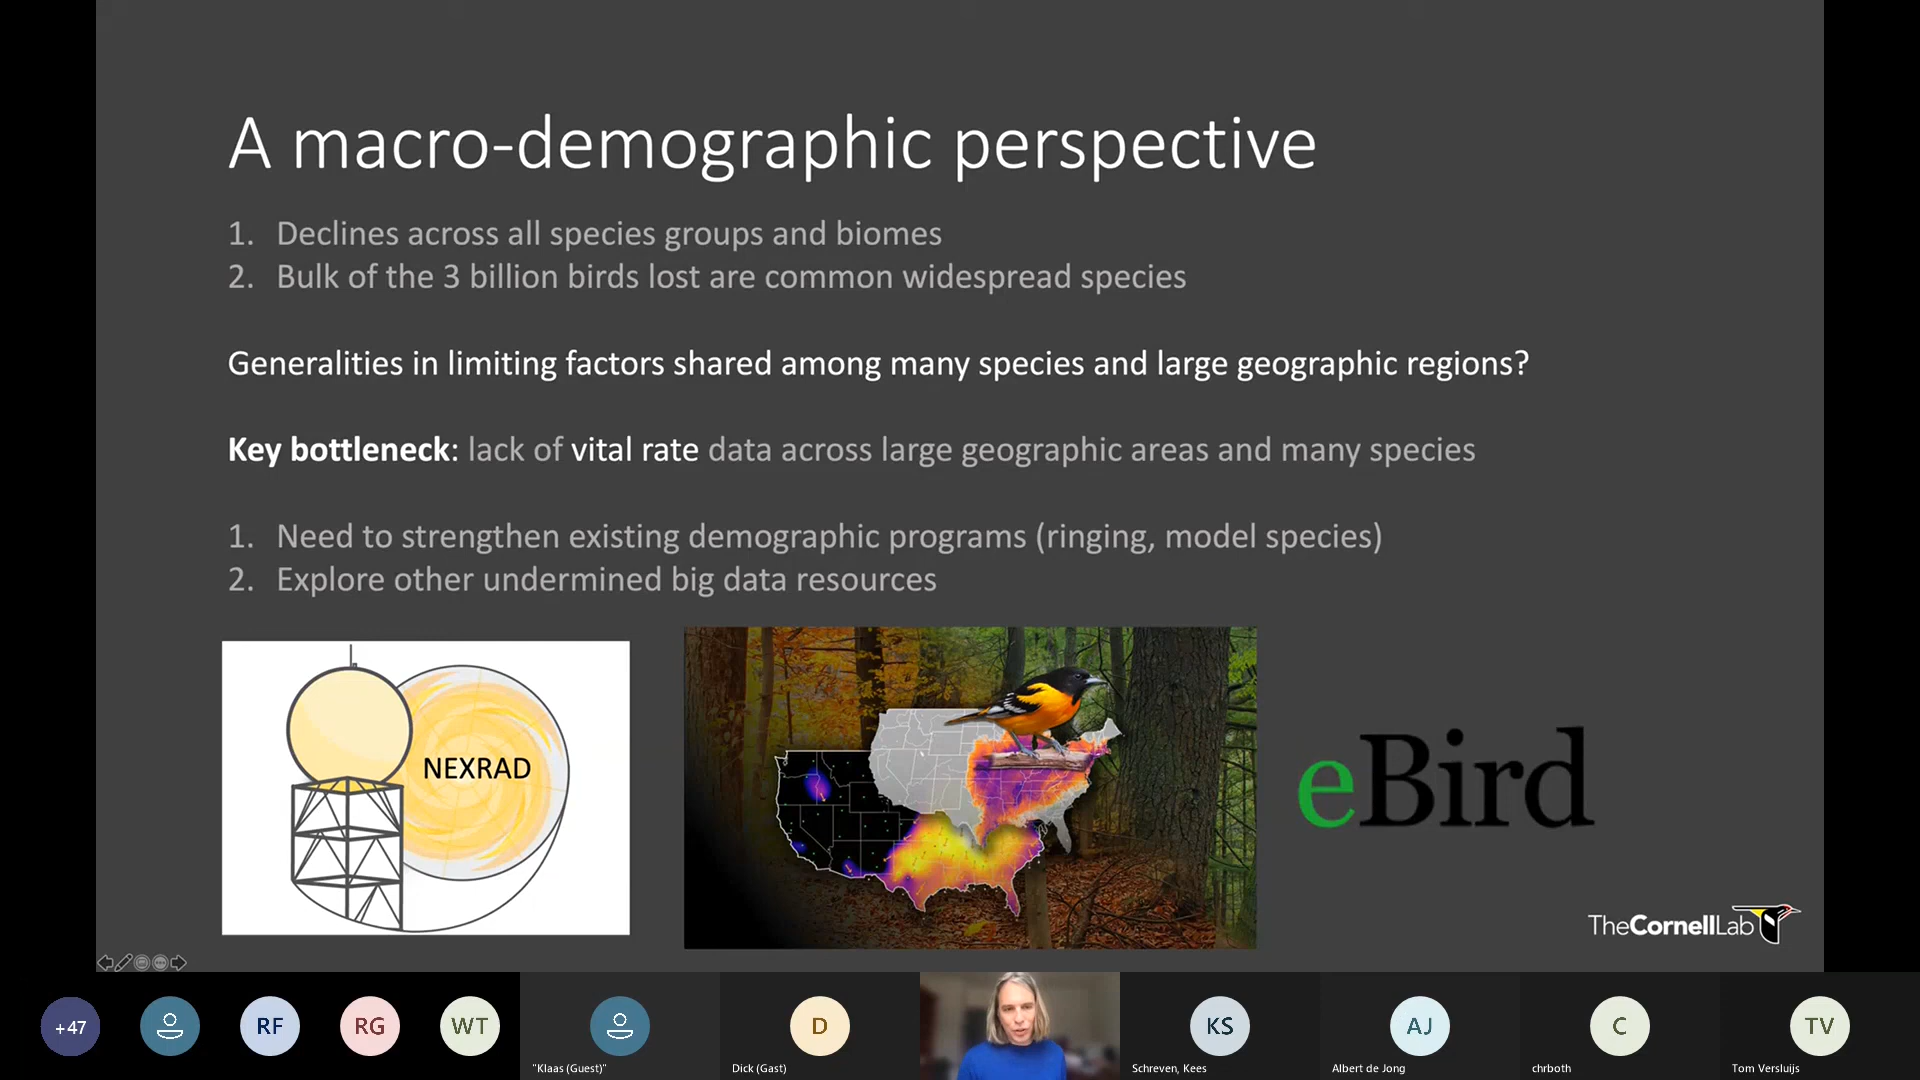 A macro-demographic perspective
1. Declines across all species groups and biomes
2. Bulk of the 3 billion birds lost are common widespread species
Generalities in limiting factors shared among many species and large geographic regions?
Key bottleneck: lack of vital rate data across large geographic areas and many species
1. Need to strengthen existing demographic programs (ringing, model species)
2. Explore other undermined big data resources
NEXRAD
eBird
TheCornellLab
+47
RF
RG
WT
D
KS
AJ
C
TV
"Klaas (Guest)"
Dick (Gast)
Schreven, Kees
Albert de Jong
chrboth
Tom Versluijs